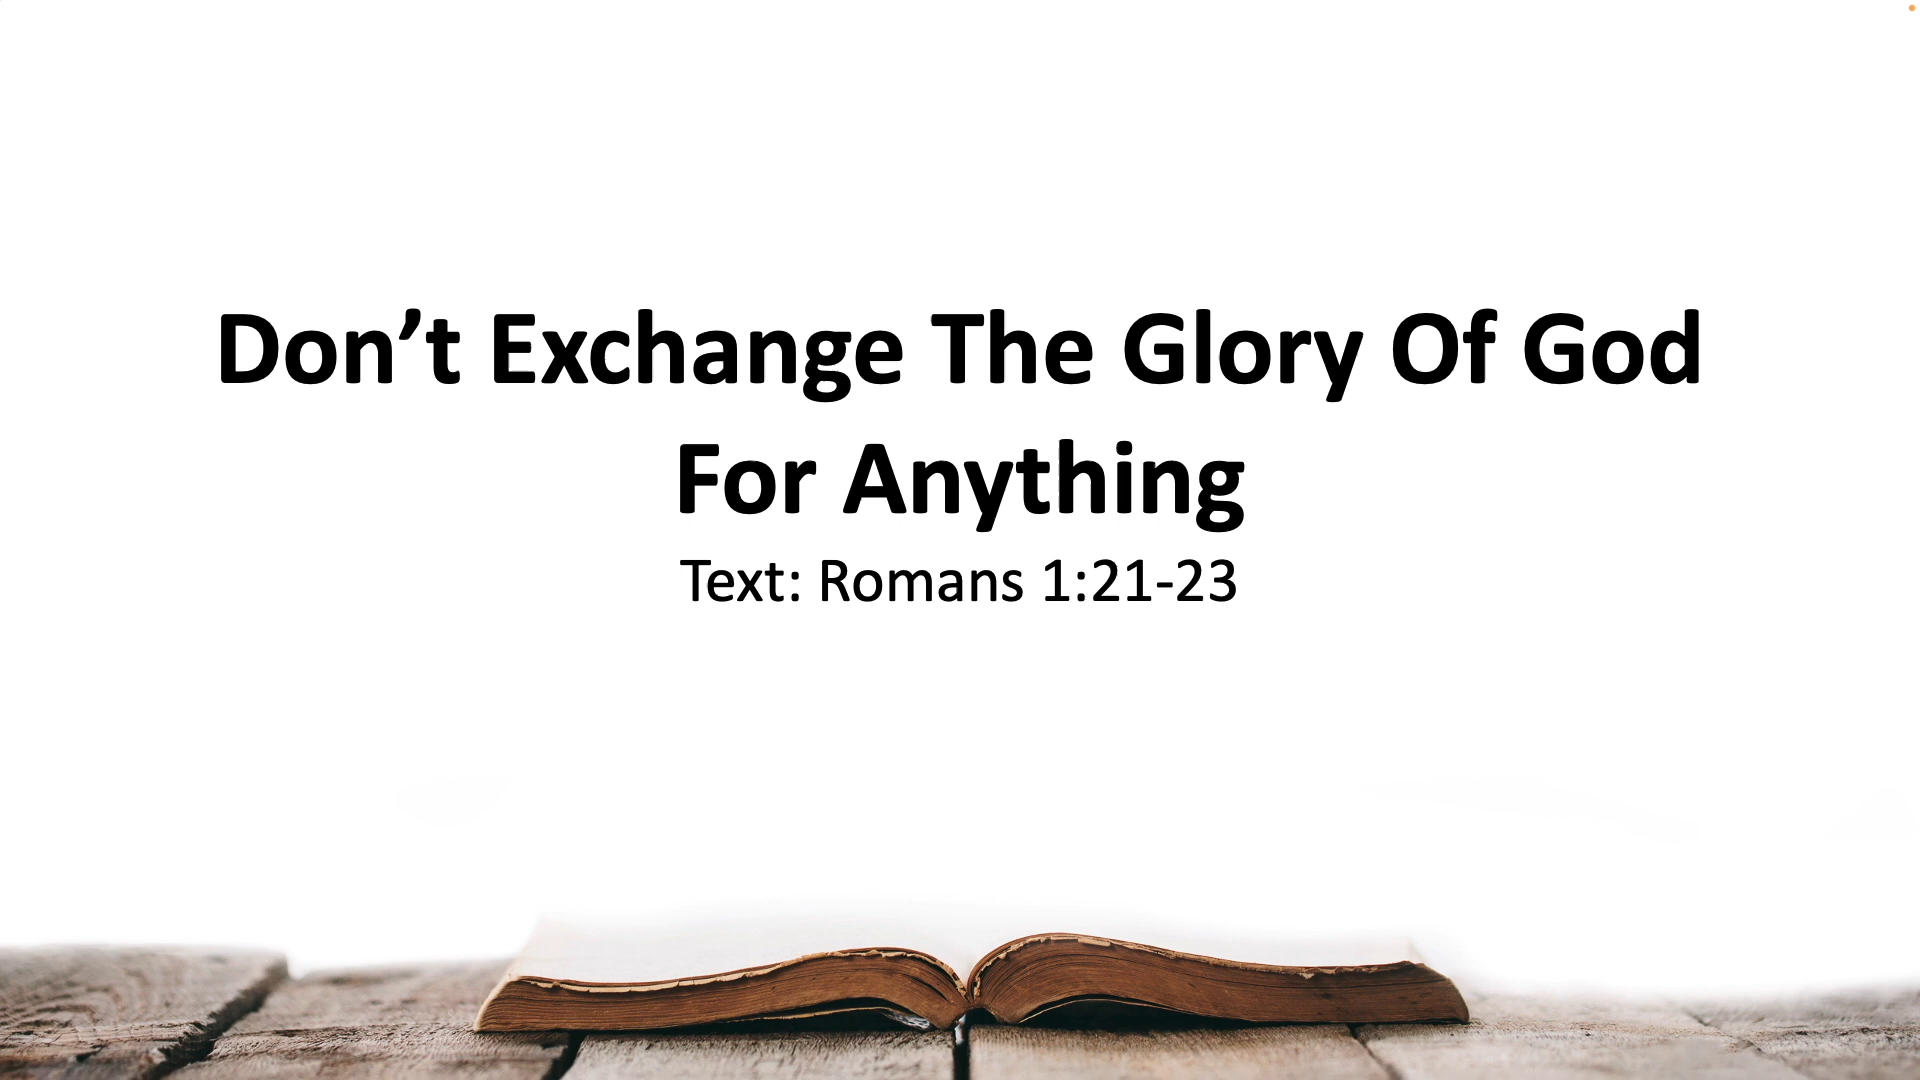 Don’t Exchange The Glory Of God
For Anything
Text: Romans 1:21-23